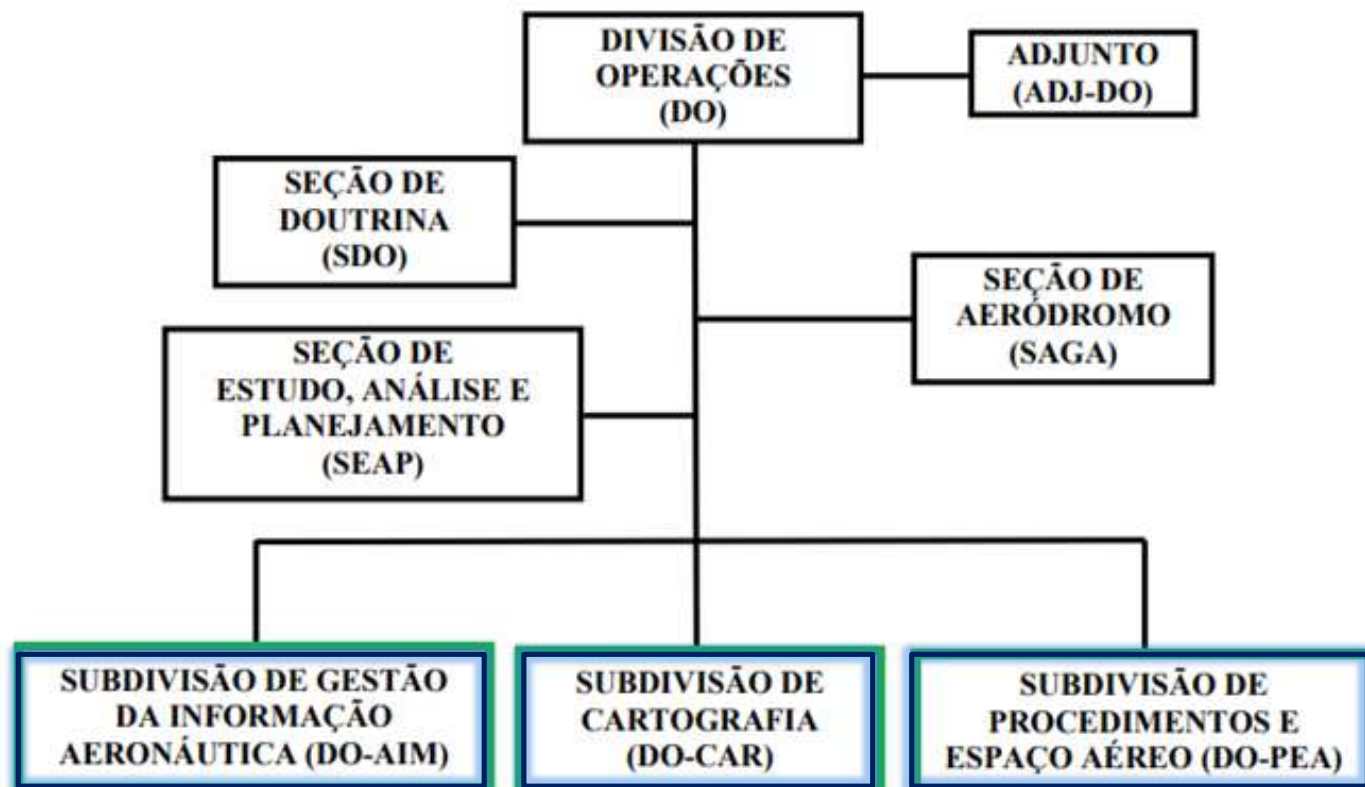 DIVISÃO DE
OPERAÇÕES
(DO)
ADJUNTO
(ADJ-DO)
SEÇÃO DE
DOUTRINA
(SDO)
SEÇÃO DE
AERÓDROMO
(SAGA)
SEÇÃO DE
ESTUDO, ANÁLISE E
PLANEJAMENTO
(SEAP)
SUBDIVISÃO DE GESTÃO
DA INFORMAÇÃO
AERONÁUTICA (DO-AIM)
SUBDIVISÃO DE
CARTOGRAFIA
(DO-CAR)
SUBDIVISÃO DE
PROCEDIMENTOS E
ESPAÇO AÉREO (DO-PEA)